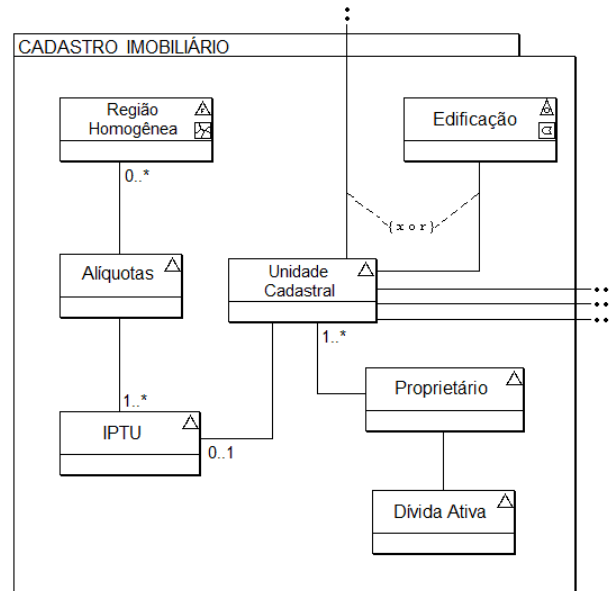 CADASTRO IMOBILIÁRIO
Região
Homogênea
F
Edificação
0..*
{xor}
Alíquotas
Unidade
Cadastral
1..*
Proprietário
1..*
IPTU
0..1
Dívida Ativa